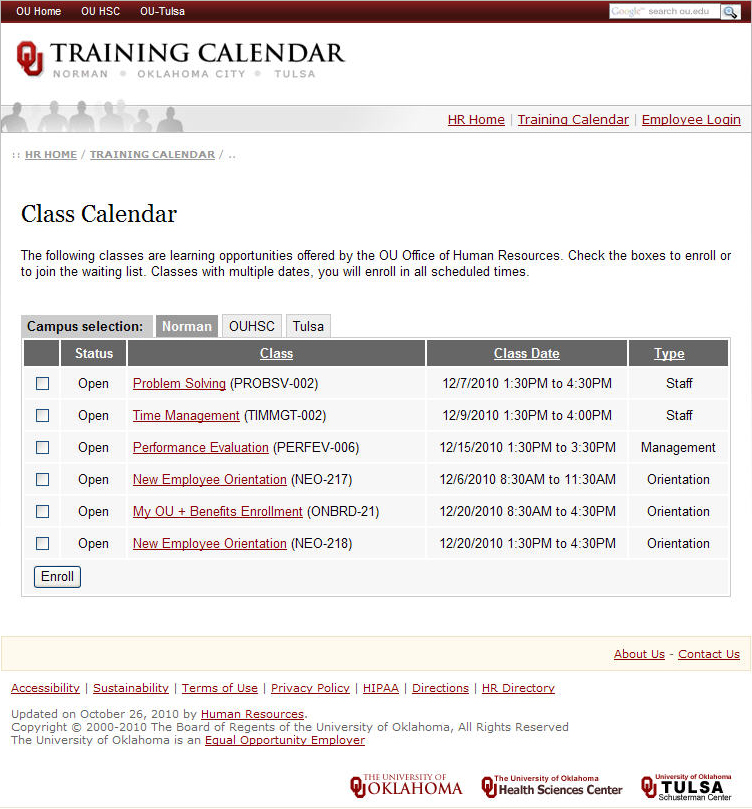 OU Home OU HSC OU-Tulsa Google™ search ou.edu
OU TRAINING CALENDAR
NORMAN • OKLAHOMA CITY • TULSA
HR Home | Training Calendar | Employee Login
:: HR HOME / TRAINING CALENDAR / ..
Class Calendar
The following classes are learning opportunities offered by the OU Office of Human Resources. Check the boxes to enroll or
to join the waiting list. Classes with multiple dates, you will enroll in all scheduled times.
Campus selection: Norman OUHSC Tulsa
Status Class Class Date Type
Open Problem Solving (PROBSV-002) 12/7/2010 1:30PM to 4:30PM Staff
Open Time Management (TIMMGT-002) 12/9/2010 1:30PM to 4:00PM Staff
Open Performance Evaluation (PERFEV-006) 12/15/2010 1:30PM to 3:30PM Management
Open New Employee Orientation (NEO-217) 12/6/2010 8:30AM to 11:30AM Orientation
Open My OU + Benefits Enrollment (ONBRD-21) 12/20/2010 8:30AM to 4:30PM Orientation
Open New Employee Orientation (NEO-218) 12/20/2010 1:30PM to 4:30PM Orientation
Enroll
About Us - Contact Us
Accessibility | Sustainability | Terms of Use | Privacy Policy | HIPAA | Directions | HR Directory
Updated on October 26, 2010 by Human Resources.
Copyright © 2000-2010 The Board of Regents of the University of Oklahoma, All Rights Reserved
The University of Oklahoma is an Equal Opportunity Employer
OU THE UNIVERSITY OF OKLAHOMA
OU The University of Oklahoma Health Sciences Center
OU University of Oklahoma TULSA Schusterman Center